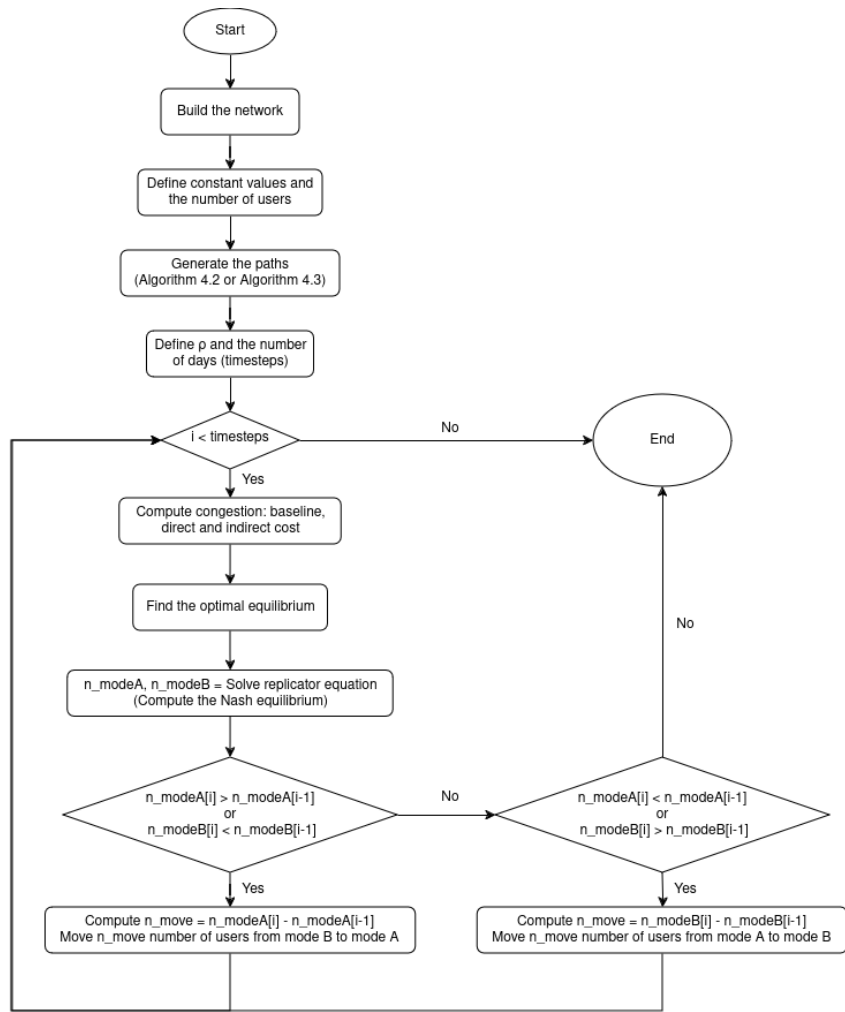 Start
Build the network
Define constant values and
the number of users
Generate the paths
(Algorithm 4.2 or Algorithm 4.3)
Define ρ and the number
of days (timesteps)
i < timesteps
No
End
Yes
Compute congestion: baseline,
direct and indirect cost
Find the optimal equilibrium
No
n_modeA, n_modeB = Solve replicator equation
(Compute the Nash equilibrium)
n_modeA[i] > n_modeA[i-1]
or
n_modeB[i] < n_modeB[i-1]
No
n_modeA[i] < n_modeA[i-1]
or
n_modeB[i] > n_modeB[i-1]
Yes
Yes
Compute n_move = n_modeA[i] - n_modeA[i-1]
Move n_move number of users from mode B to mode A
Compute n_move = n_modeB[i] - n_modeB[i-1]
Move n_move number of users from mode A to mode B